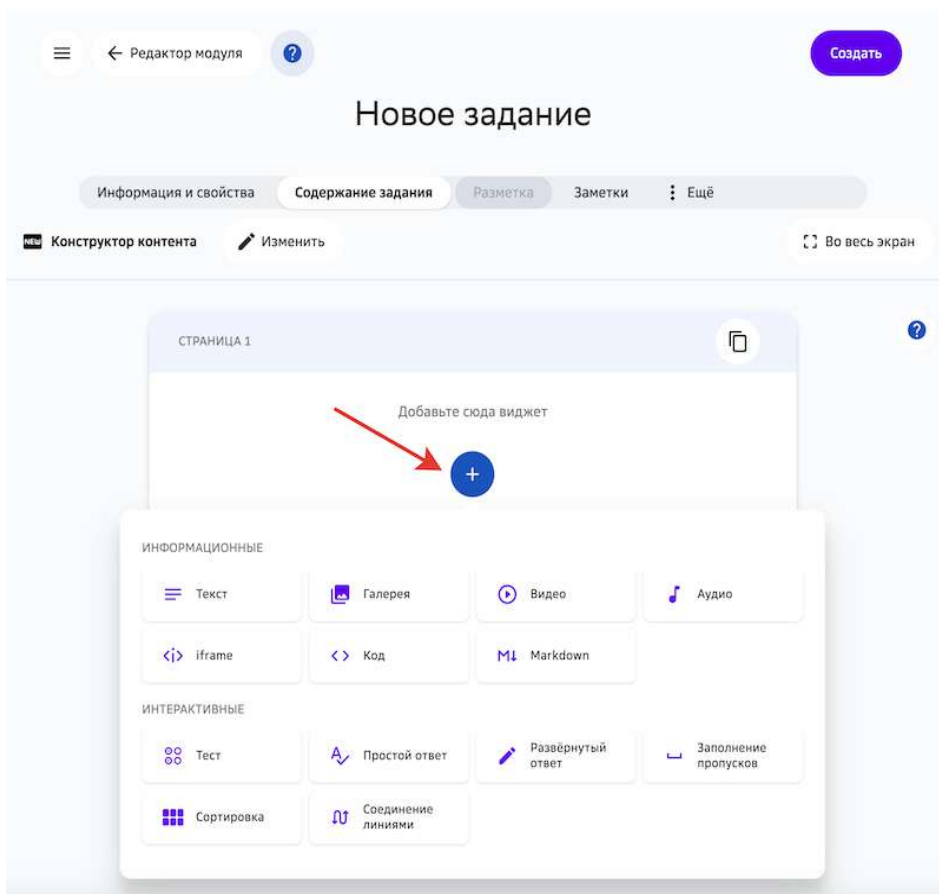 Редактор модуля
?
Создать
Новое задание
Информация и свойства
Содержание задания
Разметка
Заметки
Ещё
NEW Конструктор контента
Изменить
Во весь экран
СТРАНИЦА 1
?
Добавьте сюда виджет
+
ИНФОРМАЦИОННЫЕ
Текст
Галерея
Видео
Аудио
<i> iframe
<> Код
M↓ Markdown
ИНТЕРАКТИВНЫЕ
Тест
Простой ответ
Развёрнутый
ответ
Заполнение
пропусков
Сортировка
Соединение
линиями